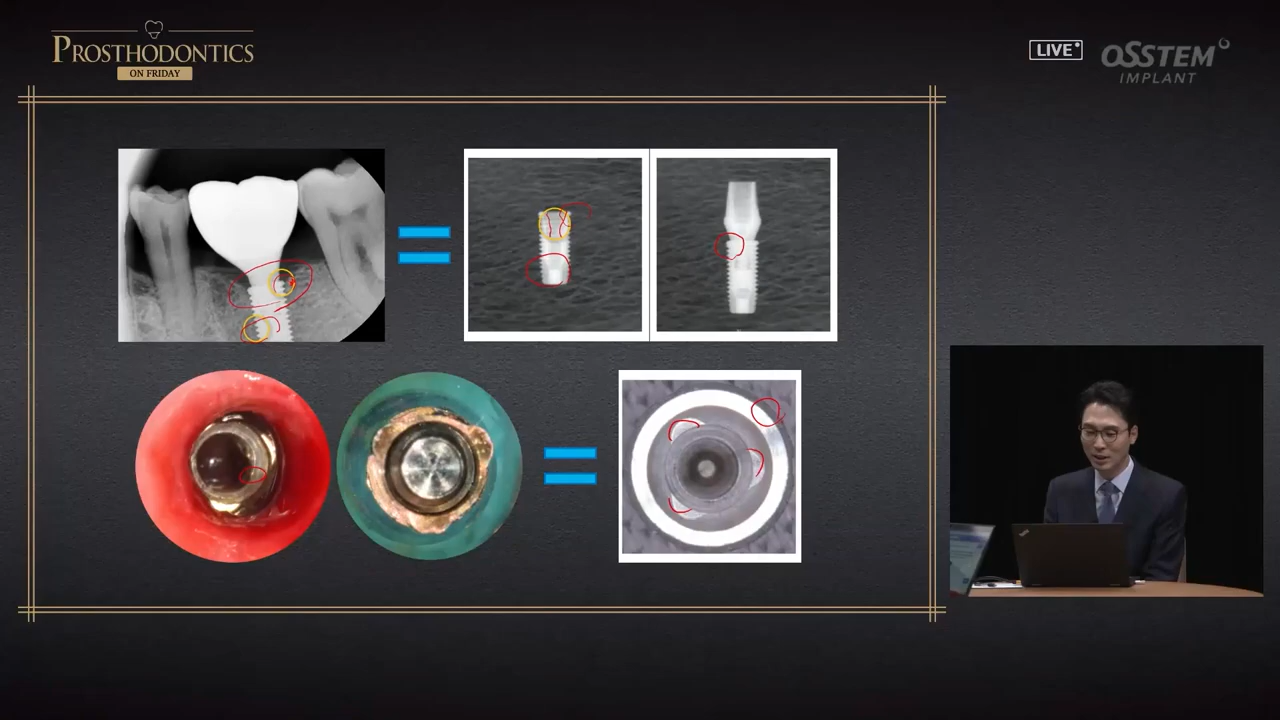 PROSTHODONTICS
ON FRIDAY
LIVE
OSSTEM
IMPLANT